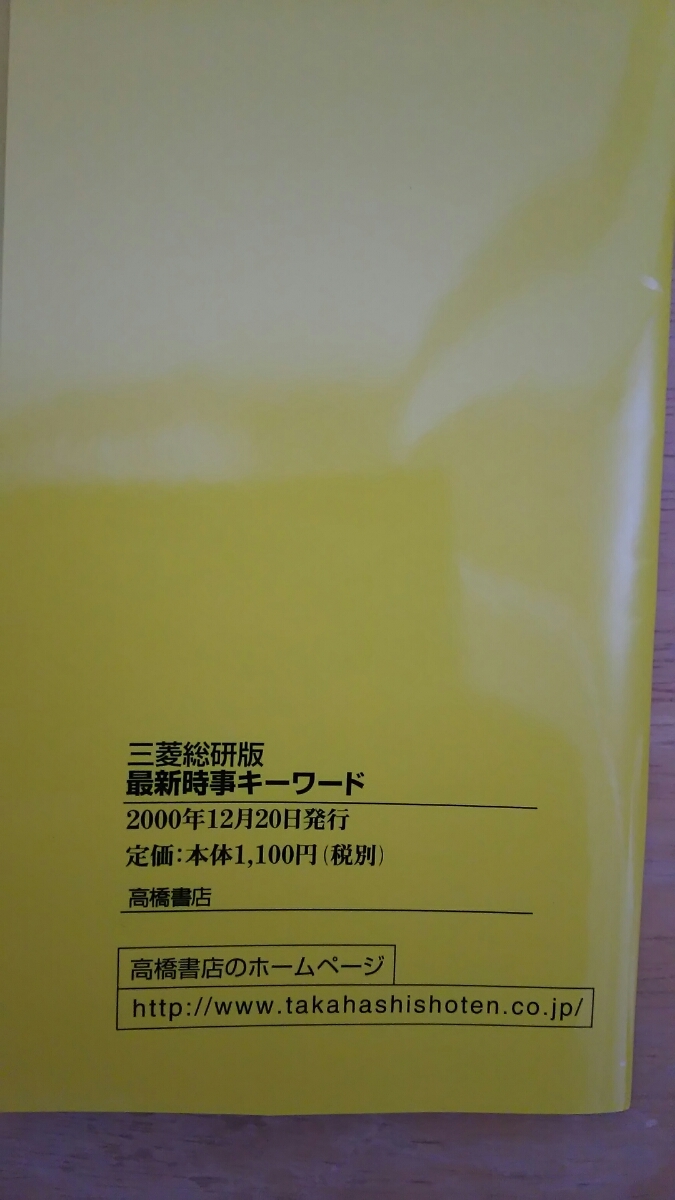 三菱総研版
最新時事キーワード
2000年12月20日発行
定価:本体1,100円(税別)
高橋書店
高橋書店のホームページ
http://www.takahashishoten.co.jp/